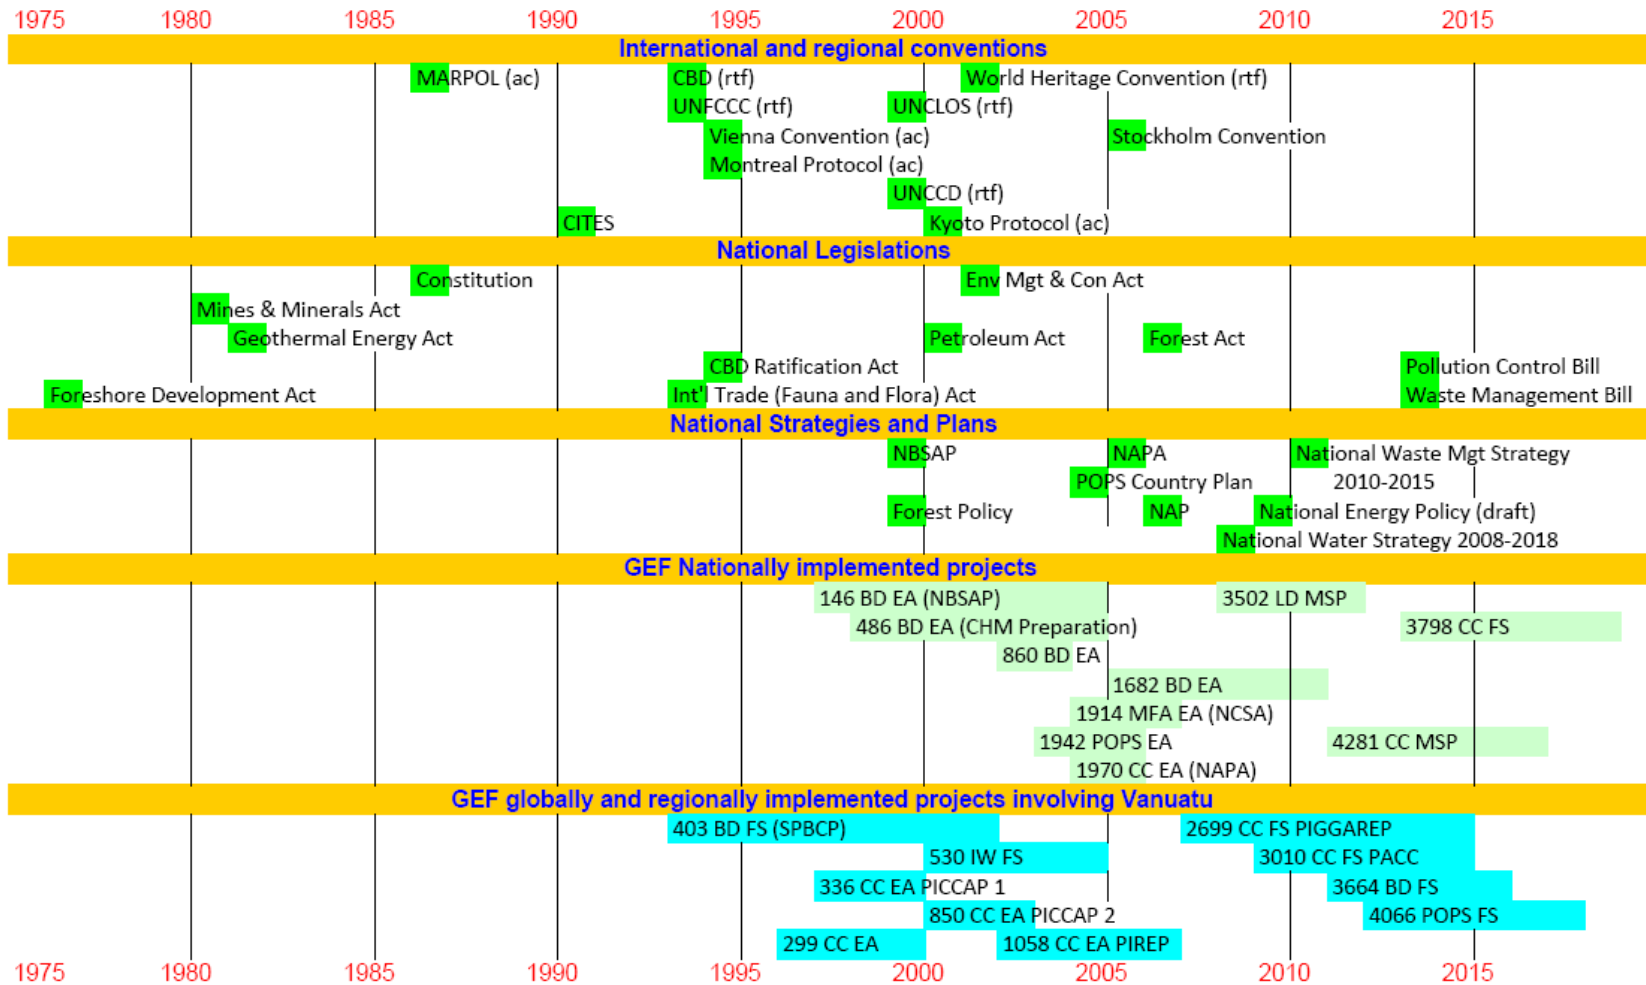 1975 1980 1985 1990 1995 2000 2005 2010 2015
International and regional conventions
MARPOL (ac) CBD (rtf) World Heritage Convention (rtf)
UNFCCC (rtf) UNCLOS (rtf)
Vienna Convention (ac) Stockholm Convention
Montreal Protocol (ac)
UNCCD (rtf)
CITES Kyoto Protocol (ac)
National Legislations
Constitution Env Mgt & Con Act
Mines & Minerals Act
Geothermal Energy Act Petroleum Act Forest Act
CBD Ratification Act Pollution Control Bill
Foreshore Development Act Int'l Trade (Fauna and Flora) Act Waste Management Bill
National Strategies and Plans
NBSAP NAPA National Waste Mgt Strategy
POPS Country Plan 2010-2015
Forest Policy NAP National Energy Policy (draft)
National Water Strategy 2008-2018
GEF Nationally implemented projects
146 BD EA (NBSAP) 3502 LD MSP
486 BD EA (CHM Preparation) 3798 CC FS
860 BD EA
1682 BD EA
1914 MFA EA (NCSA)
1942 POPS EA 4281 CC MSP
1970 CC EA (NAPA)
GEF globally and regionally implemented projects involving Vanuatu
403 BD FS (SPBCP) 2699 CC FS PIGGAREP
530 IW FS 3010 CC FS PACC
336 CC EA PICCAP 1 3664 BD FS
850 CC EA PICCAP 2 4066 POPS FS
299 CC EA 1058 CC EA PIREP
1975 1980 1985 1990 1995 2000 2005 2010 2015